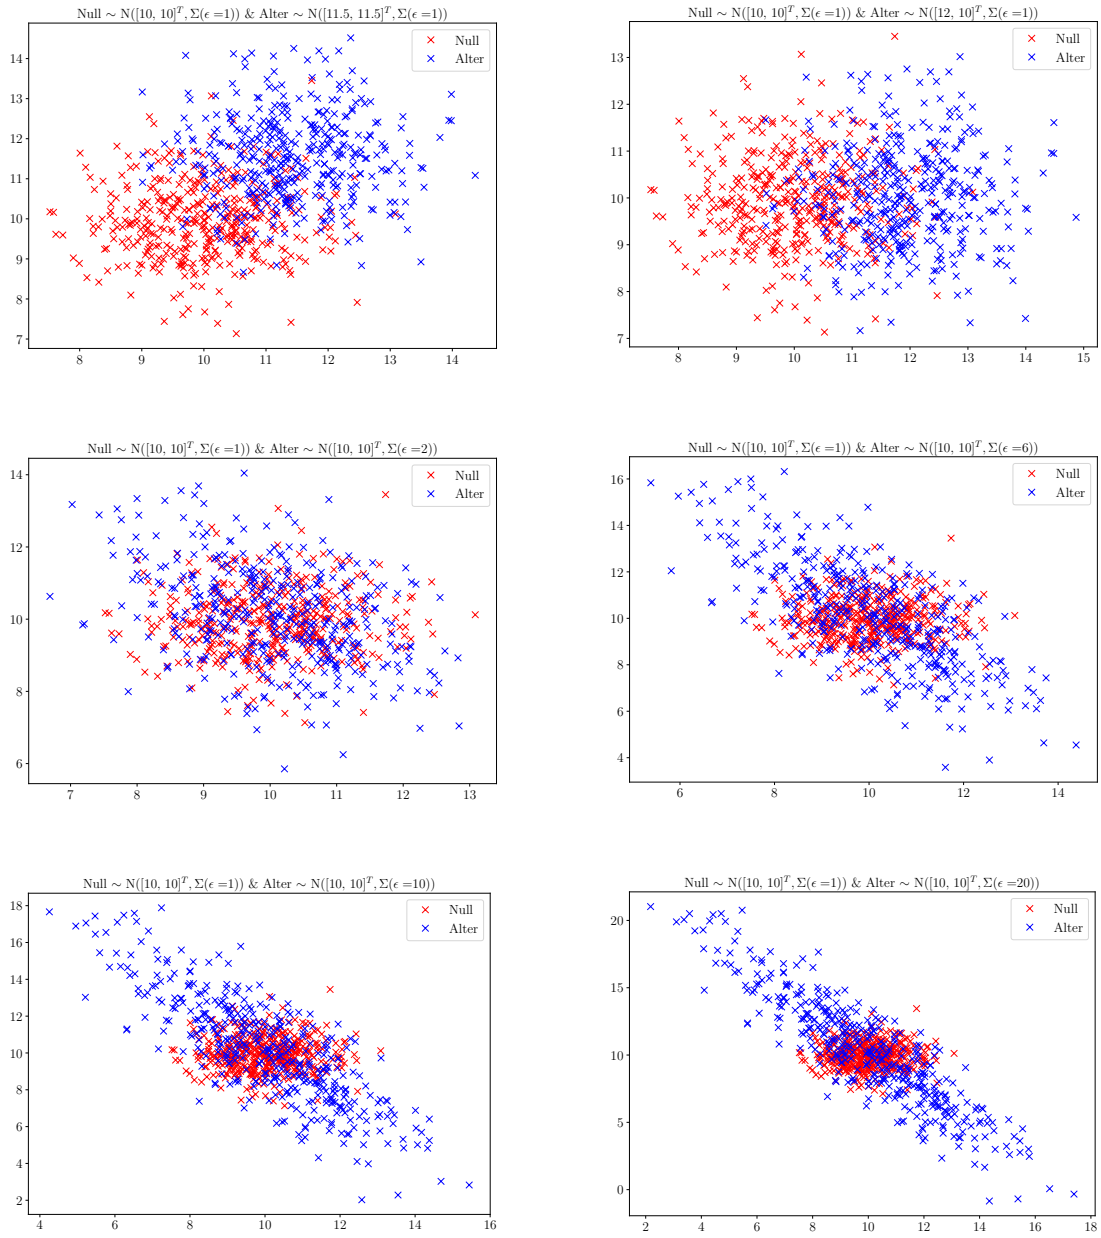 Null ∼ N([10, 10]^T, Σ(ϵ =1)) & Alter ∼ N([11.5, 11.5]^T, Σ(ϵ =1))
14
13
12
11
10
9
8
7
Null
Alter
8 9 10 11 12 13 14
Null ∼ N([10, 10]^T, Σ(ϵ =1)) & Alter ∼ N([12, 10]^T, Σ(ϵ =1))
13
12
11
10
9
8
7
Null
Alter
8 9 10 11 12 13 14 15
Null ∼ N([10, 10]^T, Σ(ϵ =1)) & Alter ∼ N([10, 10]^T, Σ(ϵ =2))
14
12
10
8
6
Null
Alter
7 8 9 10 11 12 13
Null ∼ N([10, 10]^T, Σ(ϵ =1)) & Alter ∼ N([10, 10]^T, Σ(ϵ =6))
16
14
12
10
8
6
4
Null
Alter
6 8 10 12 14
Null ∼ N([10, 10]^T, Σ(ϵ =1)) & Alter ∼ N([10, 10]^T, Σ(ϵ =10))
18
16
14
12
10
8
6
4
2
Null
Alter
4 6 8 10 12 14 16
Null ∼ N([10, 10]^T, Σ(ϵ =1)) & Alter ∼ N([10, 10]^T, Σ(ϵ =20))
20
15
10
5
0
Null
Alter
2 4 6 8 10 12 14 16 18